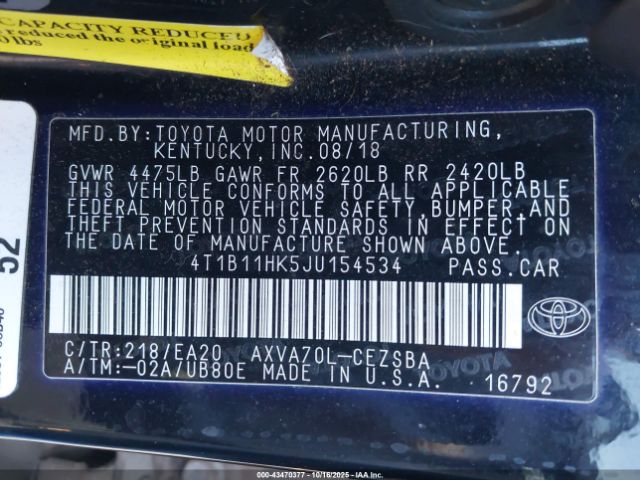 CAPACITY REDUCED
reduced the original load
lbs
MFD.BY:TOYOTA MOTOR MANUFACTURING,
KENTUCKY,INC.08/18
GVWR 4475LB GAWR FR 2620LB RR 2420LB
THIS VEHICLE CONFORMS TO ALL APPLICABLE
FEDERAL MOTOR VEHICLE SAFETY,BUMPER,AND
THEFT PREVENTION STANDARDS IN EFFECT ON
THE DATE OF MANUFACTURE SHOWN ABOVE.
4T1B11HK5JU154534 PASS.CAR
52
C/TR:218/EA20 AXVA70L-CEZSBA
A/TM:-02A/UB80E MADE IN U.S.A. 16792
© IAA - 43470377 - 10/16/2025 - IAAI.COM